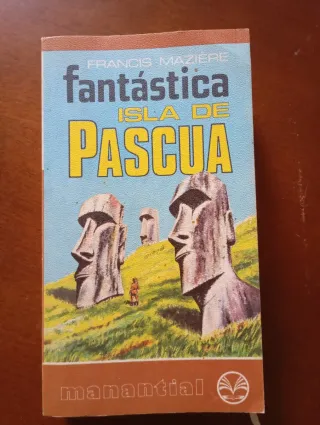 FRANCIS MAZIÈRE
fantástica
ISLA DE
PASCUA
manantial